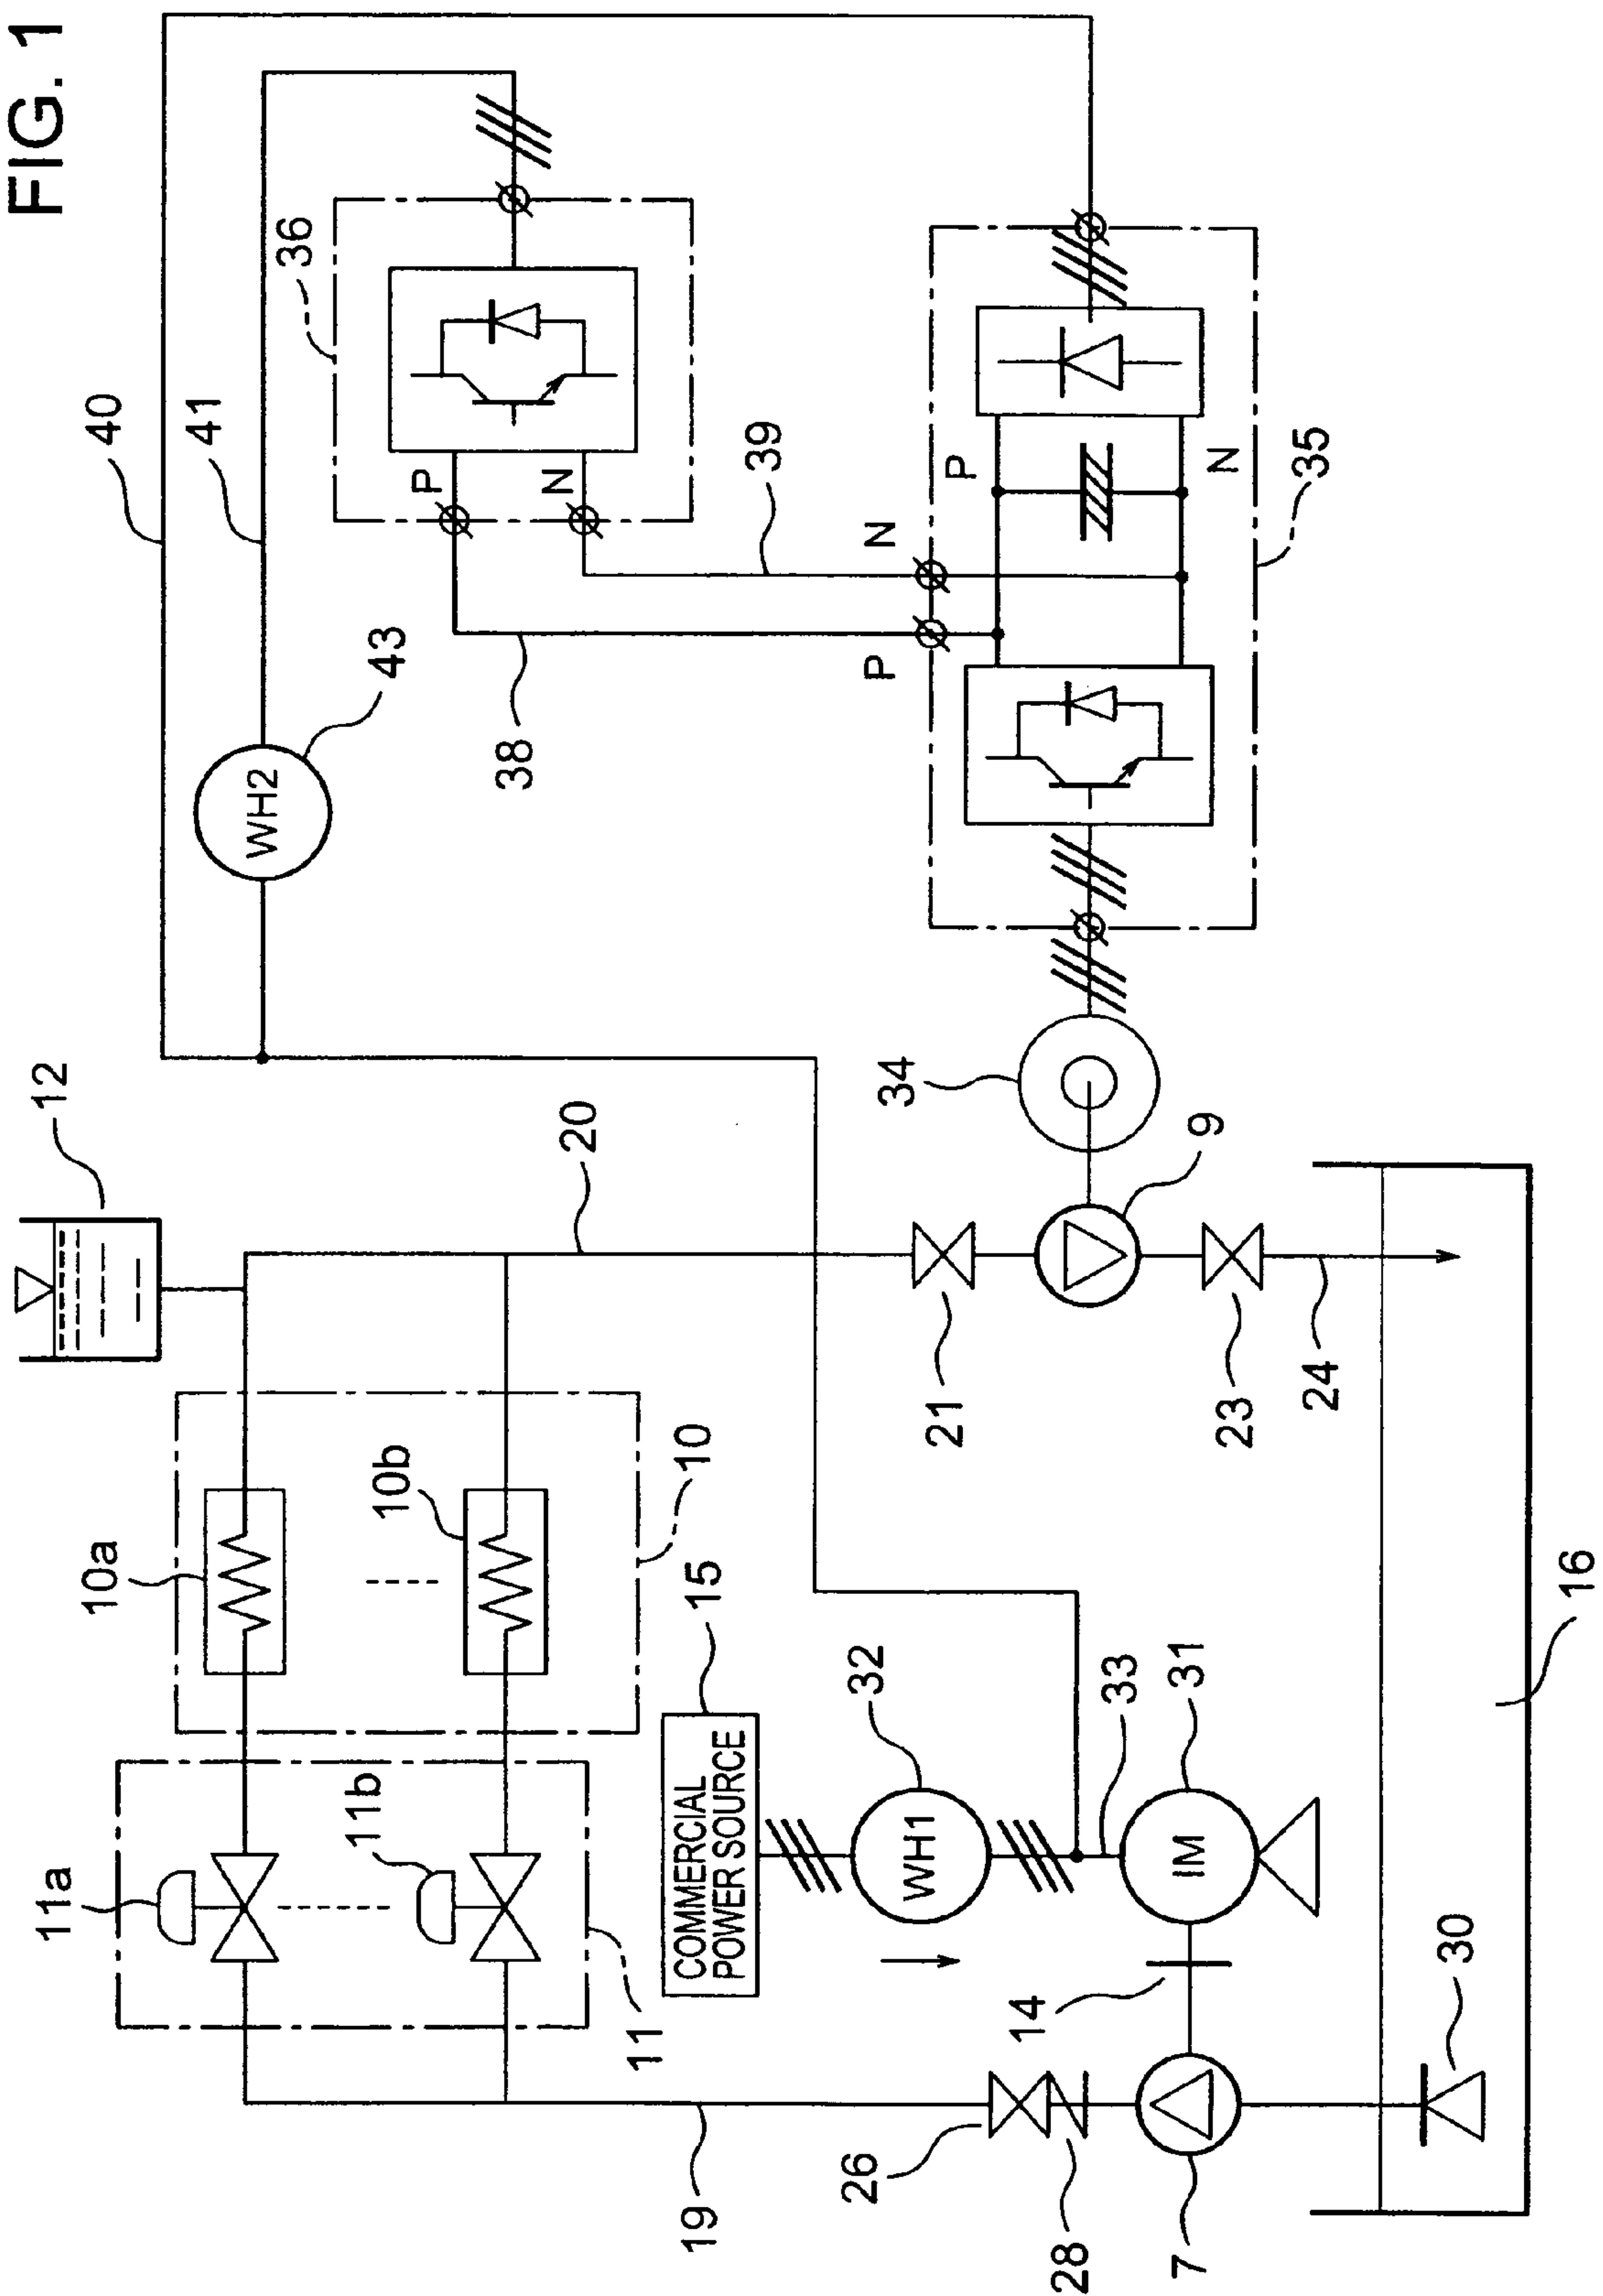 FIG. 1
12
40
41
36
43
38
39
WH2
P
N
P
N
P
N
35
34
9
20
21
23
24
10a
10b
10
11a
11b
11
15
COMMERCIAL
POWER SOURCE
32
WH1
33
31
IM
14
16
30
19
26
28
7